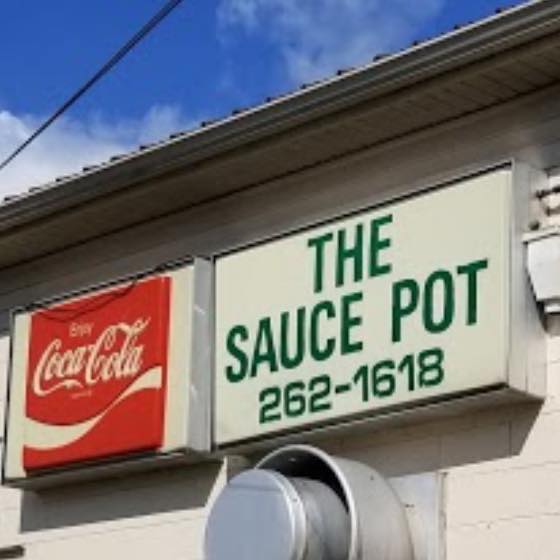 Enjoy
Coca-Cola
THE
SAUCE POT
262-1618